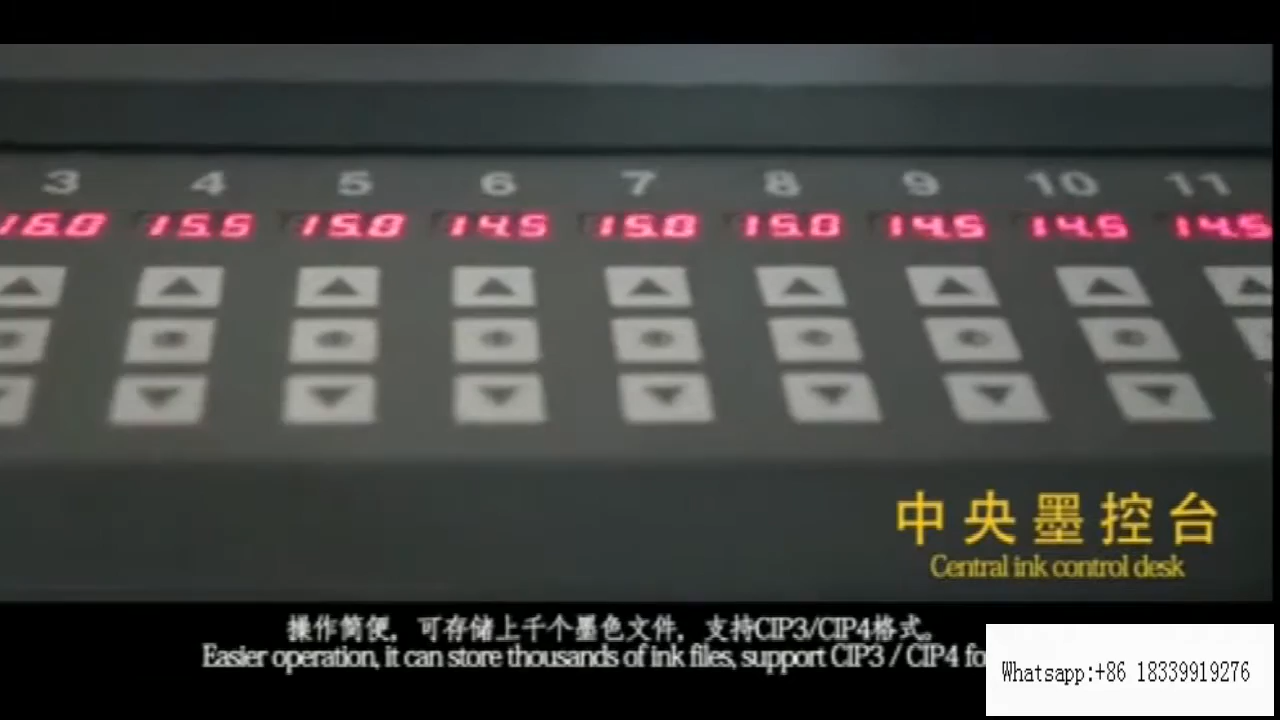 3 4 5 6 7 8 9 10 11
16.0 15.5 15.0 14.5 15.0 15.0 14.5 14.5 14.5
中央墨控台
Central ink control desk
操作简便，可存储上千个墨色文件，支持CIP3/CIP4格式。
Easier operation, it can store thousands of ink files, support CIP3 / CIP4 fo
Whatsapp:+86 18339919276